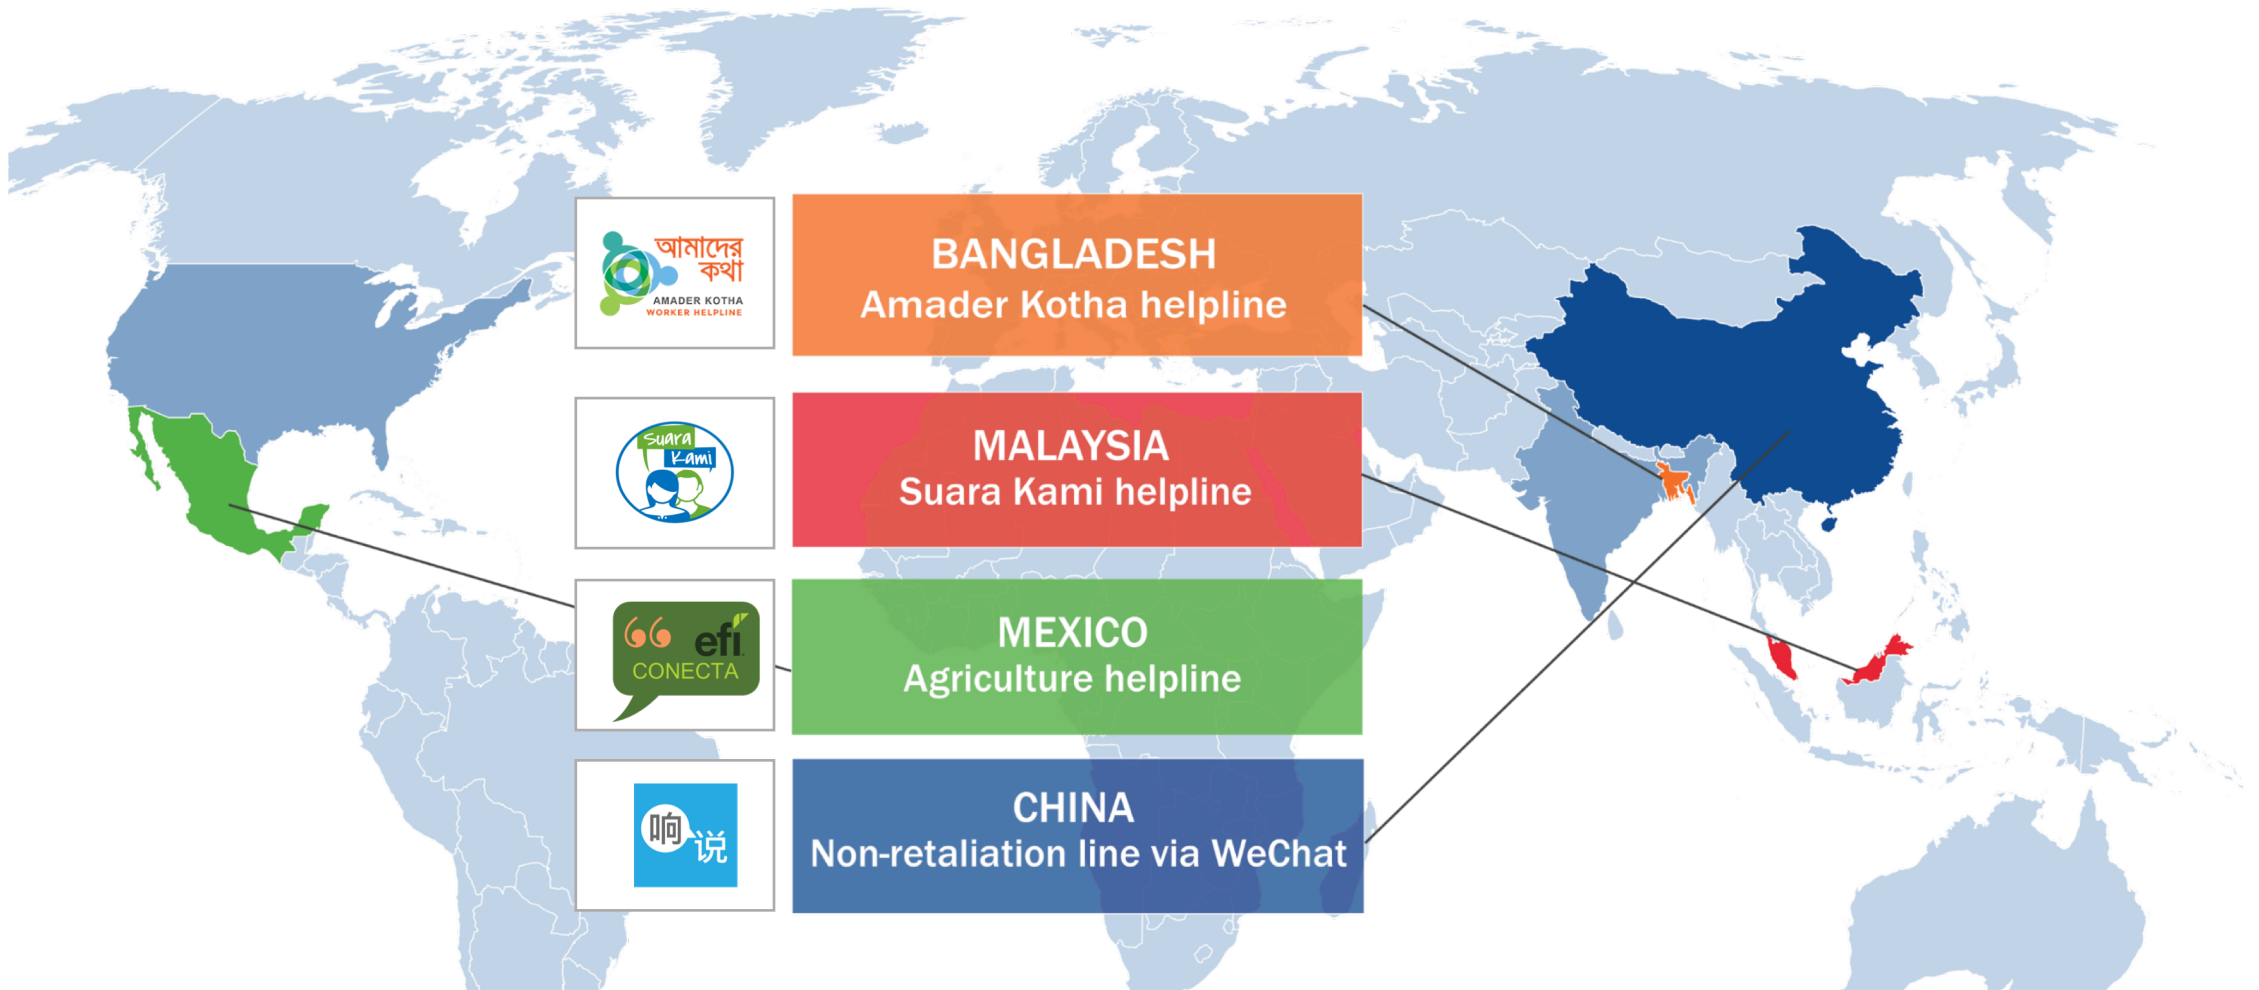 আমাদের
কথা
AMADER KOTHA
WORKER HELPLINE
BANGLADESH
Amader Kotha helpline
Suara
Kami
MALAYSIA
Suara Kami helpline
efi
CONECTA
MEXICO
Agriculture helpline
响
说
CHINA
Non-retaliation line via WeChat